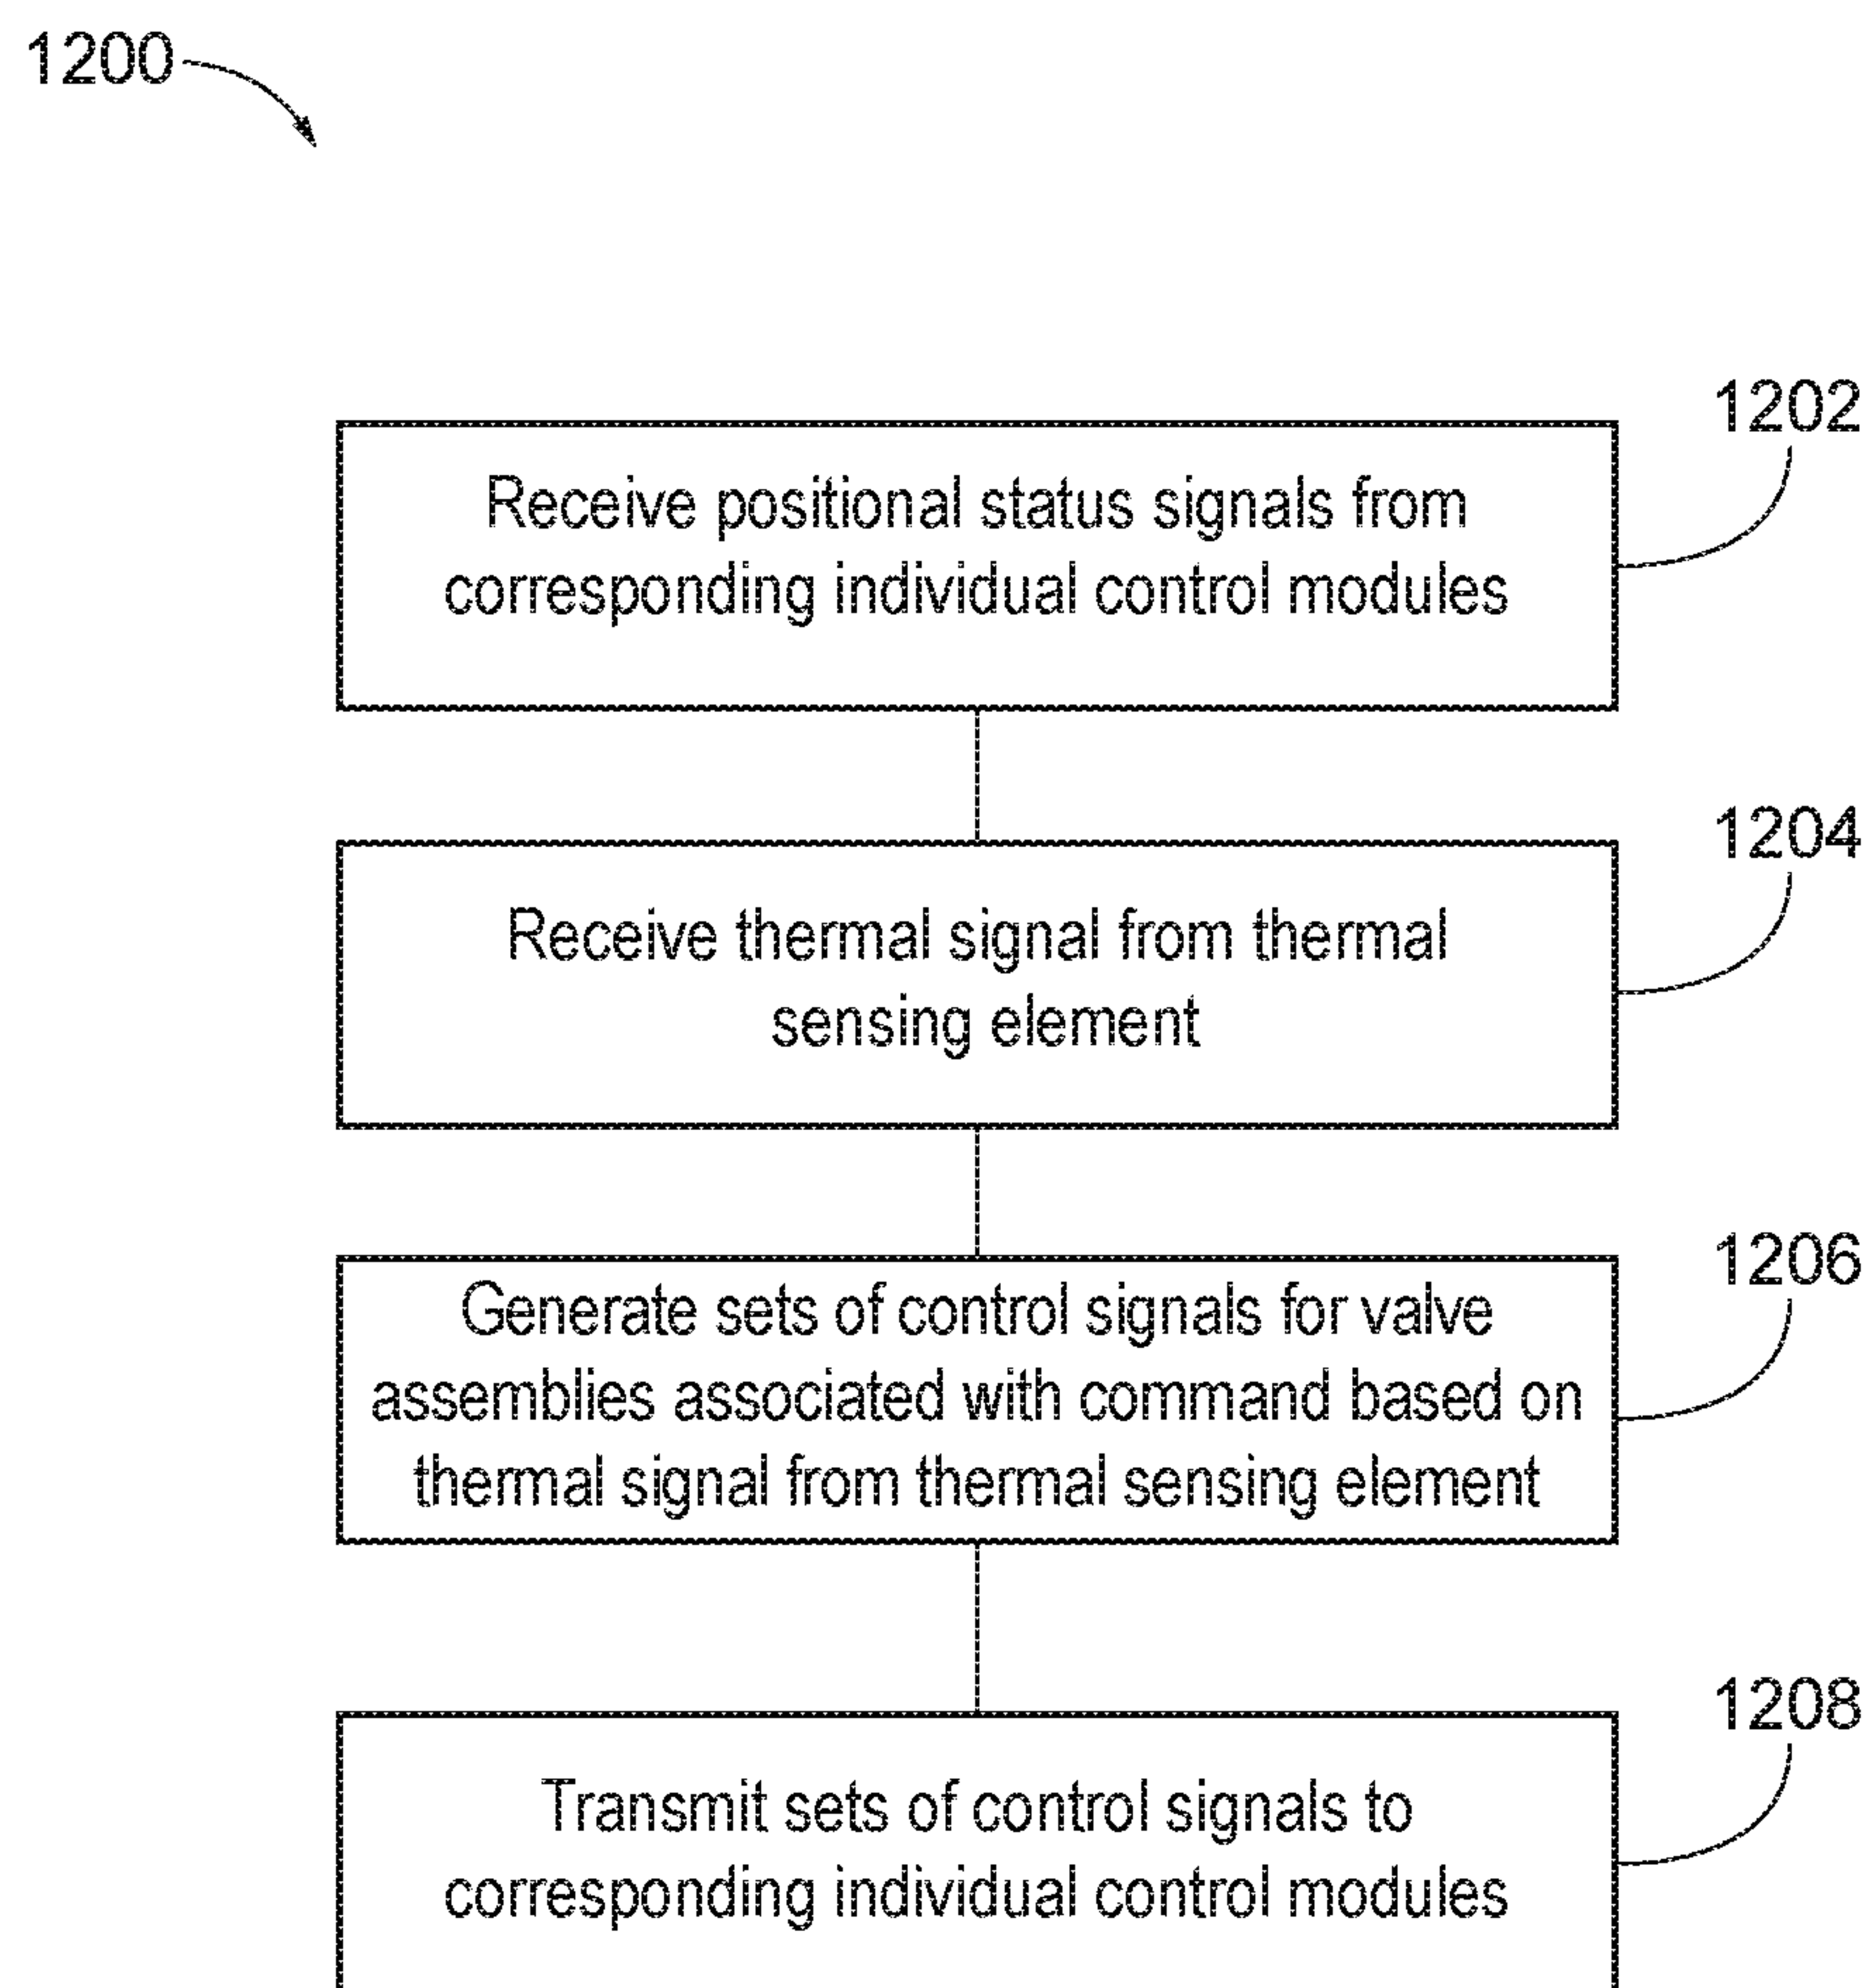 1200
1202
Receive positional status signals from
corresponding individual control modules
1204
Receive thermal signal from thermal
sensing element
1206
Generate sets of control signals for valve
assemblies associated with command based on
thermal signal from thermal sensing element
1208
Transmit sets of control signals to
corresponding individual control modules